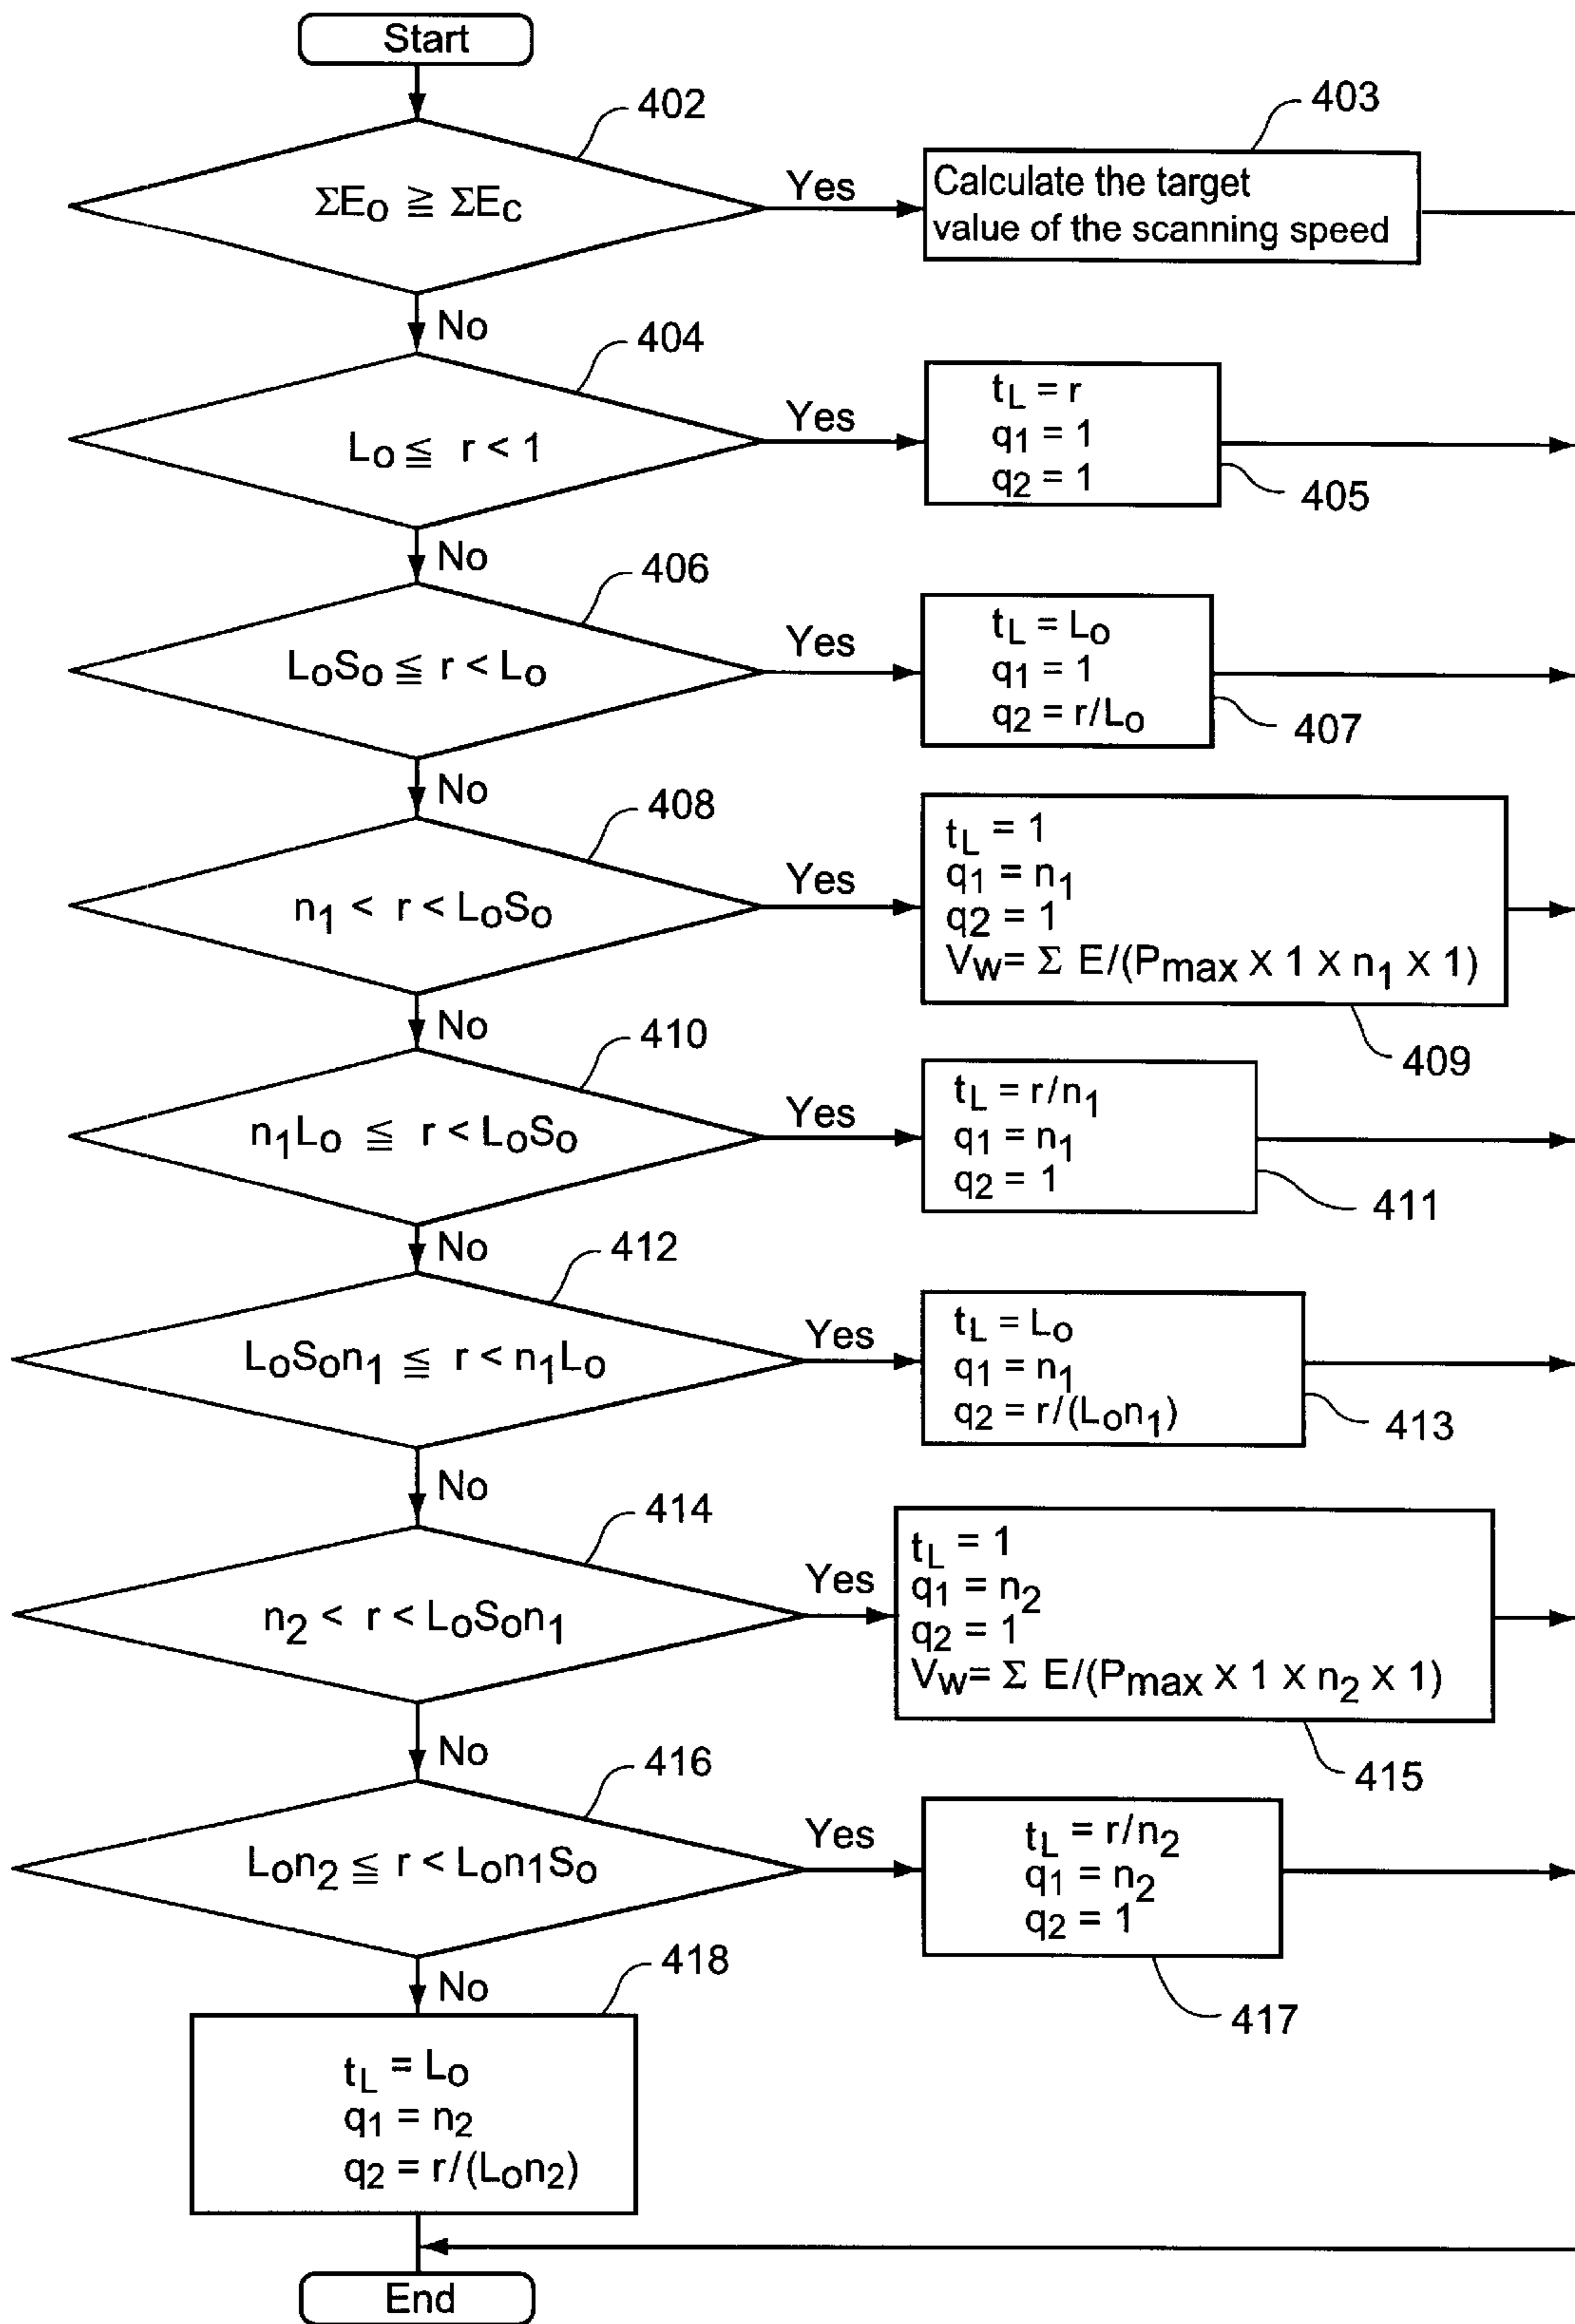 Start
402
ΣEo ≧ ΣEc
Yes
403
Calculate the target
value of the scanning speed
No
404
Lo ≦ r < 1
Yes
tL = r
q1 = 1
q2 = 1
405
No
406
LoSo ≦ r < Lo
Yes
tL = Lo
q1 = 1
q2 = r/Lo
407
No
408
n1 < r < LoSo
Yes
tL = 1
q1 = n1
q2 = 1
Vw= Σ E/(Pmax X 1 X n1 X 1)
409
No
410
n1Lo ≦ r < LoSo
Yes
tL = r/n1
q1 = n1
q2 = 1
411
No
412
LoSon1 ≦ r < n1Lo
Yes
tL = Lo
q1 = n1
q2 = r/(Lon1)
413
No
414
n2 < r < LoSon1
Yes
tL = 1
q1 = n2
q2 = 1
Vw= Σ E/(Pmax X 1 X n2 X 1)
415
No
416
Lon2 ≦ r < Lon1So
Yes
tL = r/n2
q1 = n2
q2 = 1
417
No
418
tL = Lo
q1 = n2
q2 = r/(Lon2)
End